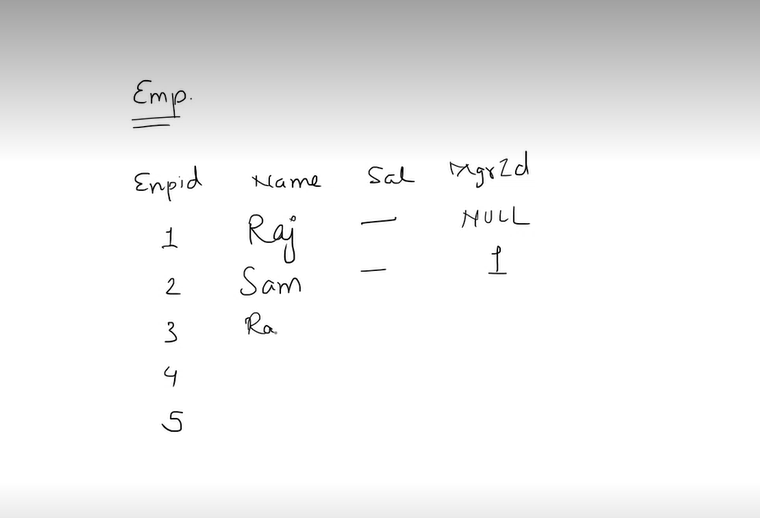 Emp.
Empid Name Sal MgrId
1 Raj — NULL
2 Sam — 1
3 Ra
4
5